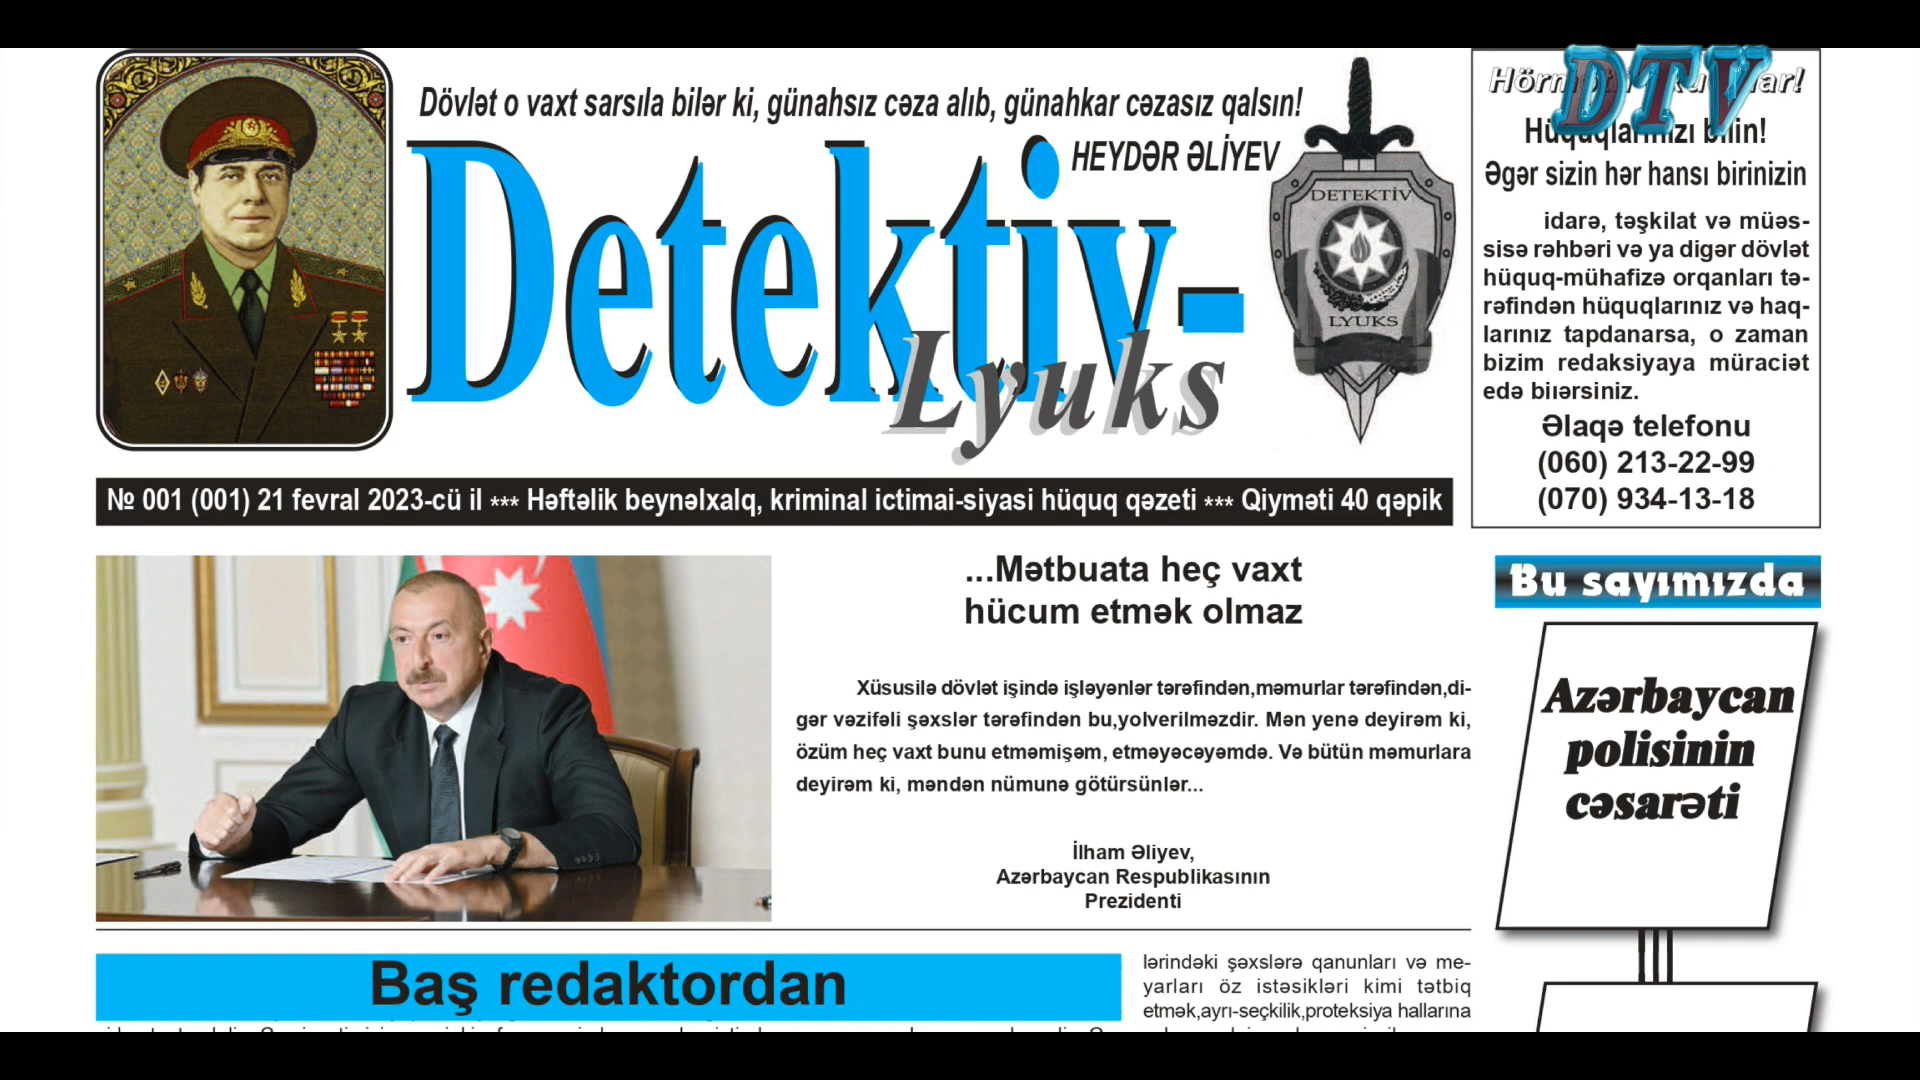 Dövlət o vaxt sarsıla bilər ki, günahsız cəza alıb, günahkar cəzasız qalsın!
HEYDƏR ƏLİYEV
Detektiv-
Lyuks
DETEKTİV
LYUKS
DTV
Hüquqlarınızı bilin!
Əgər sizin hər hansı birinizin
idarə, təşkilat və müəs-
sisə rəhbəri və ya digər dövlət
hüquq-mühafizə orqanları tə-
rəfindən hüquqlarınız və haq-
larınız tapdanarsa, o zaman
bizim redaksiyaya müraciət
edə biıərsiniz.
Əlaqə telefonu
(060) 213-22-99
(070) 934-13-18
№ 001 (001) 21 fevral 2023-cü il *** Həftəlik beynəlxalq, kriminal ictimai-siyasi hüquq qəzeti *** Qiyməti 40 qəpik
...Mətbuata heç vaxt
hücum etmək olmaz
Xüsusilə dövlət işində işləyənlər tərəfindən,məmurlar tərəfindən,di-
gər vəzifəli şəxslər tərəfindən bu,yolverilməzdir. Mən yenə deyirəm ki,
özüm heç vaxt bunu etməmişəm, etməyəcəyəmdə. Və bütün məmurlara
deyirəm ki, məndən nümunə götürsünlər...
İlham Əliyev,
Azərbaycan Respublikasının
Prezidenti
Bu sayımızda
Azərbaycan
polisinin
cəsarəti
Baş redaktordan
lərindəki şəxslərə qanunları və me-
yarları öz istəsikləri kimi tətbiq
etmək,ayrı-seçkilik,proteksiya hallarına